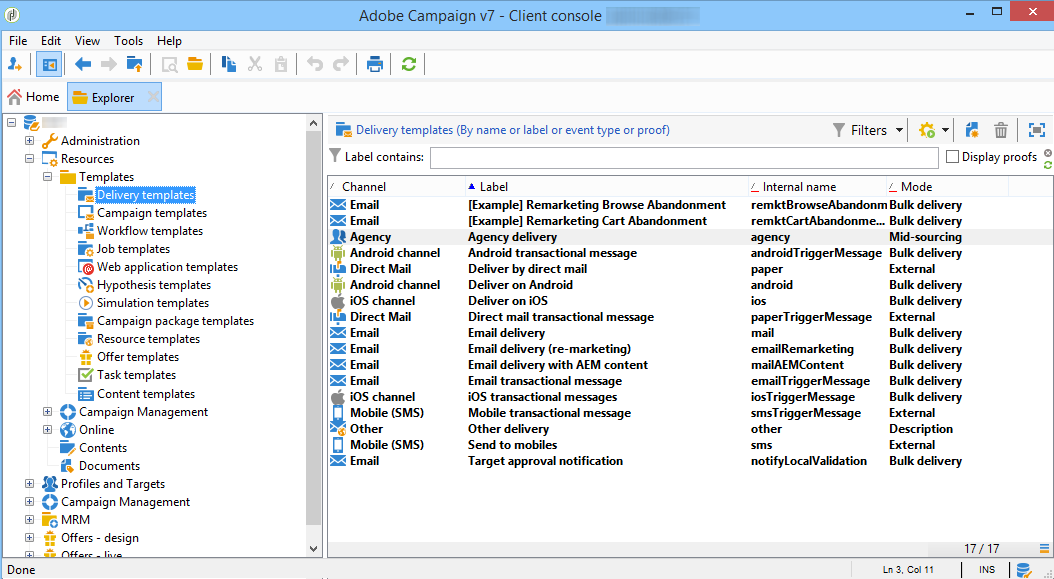 Adobe Campaign v7 - Client console
File Edit View Tools Help
Home Explorer
Administration
Resources
Templates
Delivery templates
Campaign templates
Workflow templates
Job templates
Web application templates
Hypothesis templates
Simulation templates
Campaign package templates
Resource templates
Offer templates
Task templates
Content templates
Campaign Management
Online
Contents
Documents
Profiles and Targets
Campaign Management
MRM
Offers - design
Offers - live
Delivery templates (By name or label or event type or proof) Filters
Label contains: Display proofs
Channel Label Internal name Mode
Email [Example] Remarketing Browse Abandonment remktBrowseAbandonm Bulk delivery
Email [Example] Remarketing Cart Abandonment remktCartAbandonme... Bulk delivery
Agency Agency delivery agency Mid-sourcing
Android channel Android transactional message androidTriggerMessage Bulk delivery
Direct Mail Deliver by direct mail paper External
Android channel Deliver on Android android Bulk delivery
iOS channel Deliver on iOS ios Bulk delivery
Direct Mail Direct mail transactional message paperTriggerMessage External
Email Email delivery mail Bulk delivery
Email Email delivery (re-marketing) emailRemarketing Bulk delivery
Email Email delivery with AEM content mailAEMContent Bulk delivery
Email Email transactional message emailTriggerMessage Bulk delivery
iOS channel iOS transactional messages iosTriggerMessage Bulk delivery
Mobile (SMS) Mobile transactional message smsTriggerMessage External
Other Other delivery other Description
Mobile (SMS) Send to mobiles sms External
Email Target approval notification notifyLocalValidation Bulk delivery
17 / 17
Done Ln 3, Col 11 INS